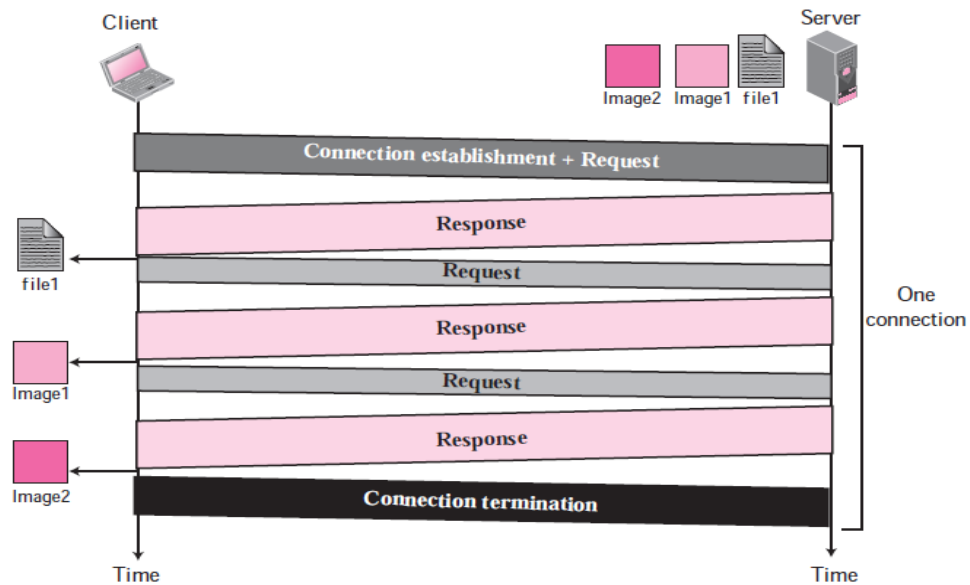 Client
Server
Image2 Image1 file1
Connection establishment + Request
Response
file1
Request
One
connection
Response
Image1
Request
Response
Image2
Connection termination
Time
Time